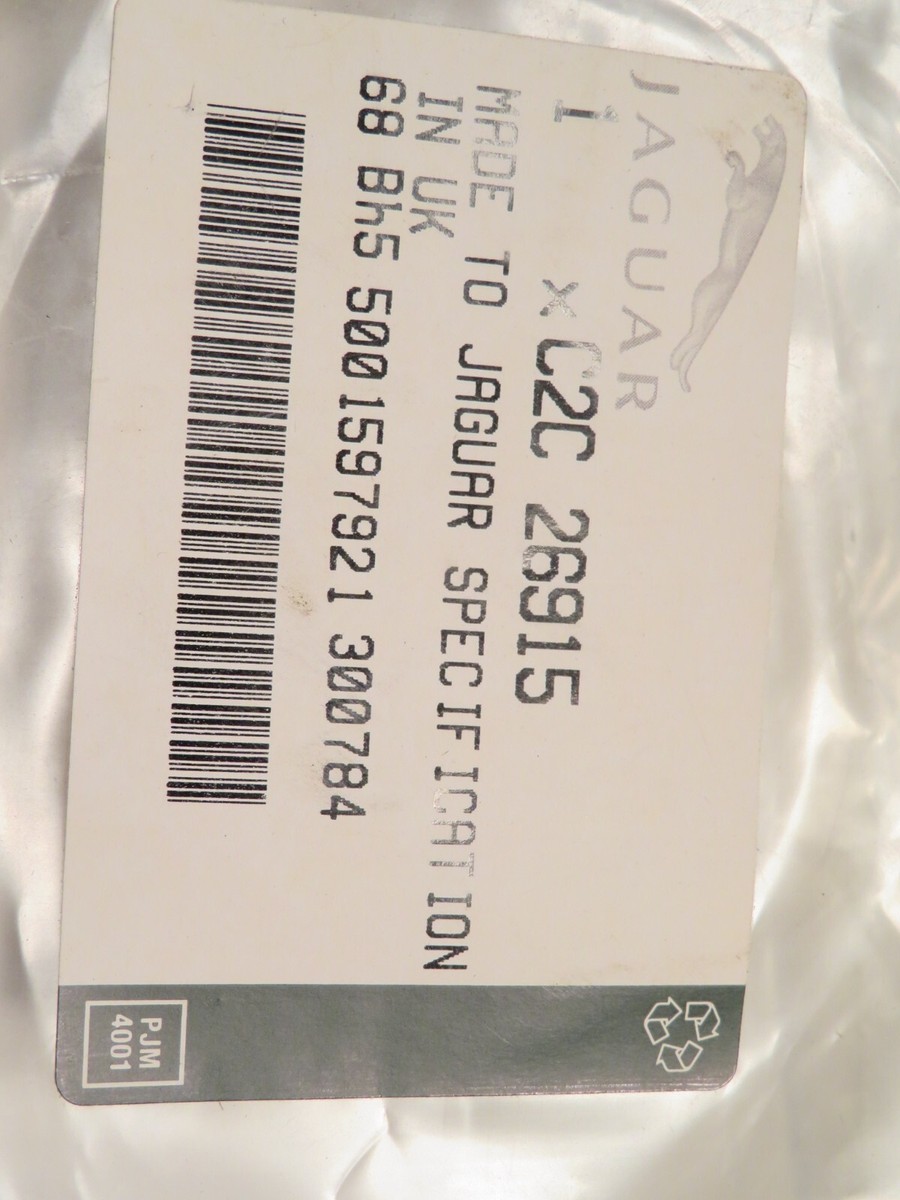 JAGUAR
1 x C2C 26915
MADE TO JAGUAR SPECIFICATION
IN UK
68 Bh5 5001597921 300784
PJM
4001